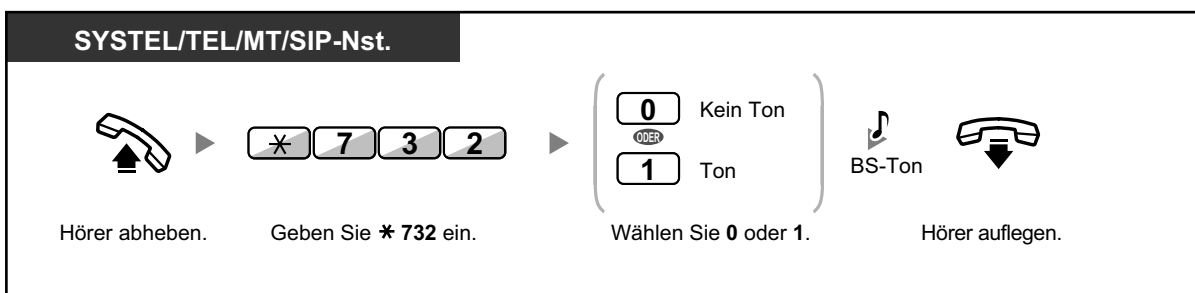 SYSTEL/TEL/MT/SIP-Nst.
0 Kein Ton
ODER
* 7 3 2
1 Ton
BS-Ton
Hörer abheben.
Geben Sie * 732 ein.
Wählen Sie 0 oder 1.
Hörer auflegen.